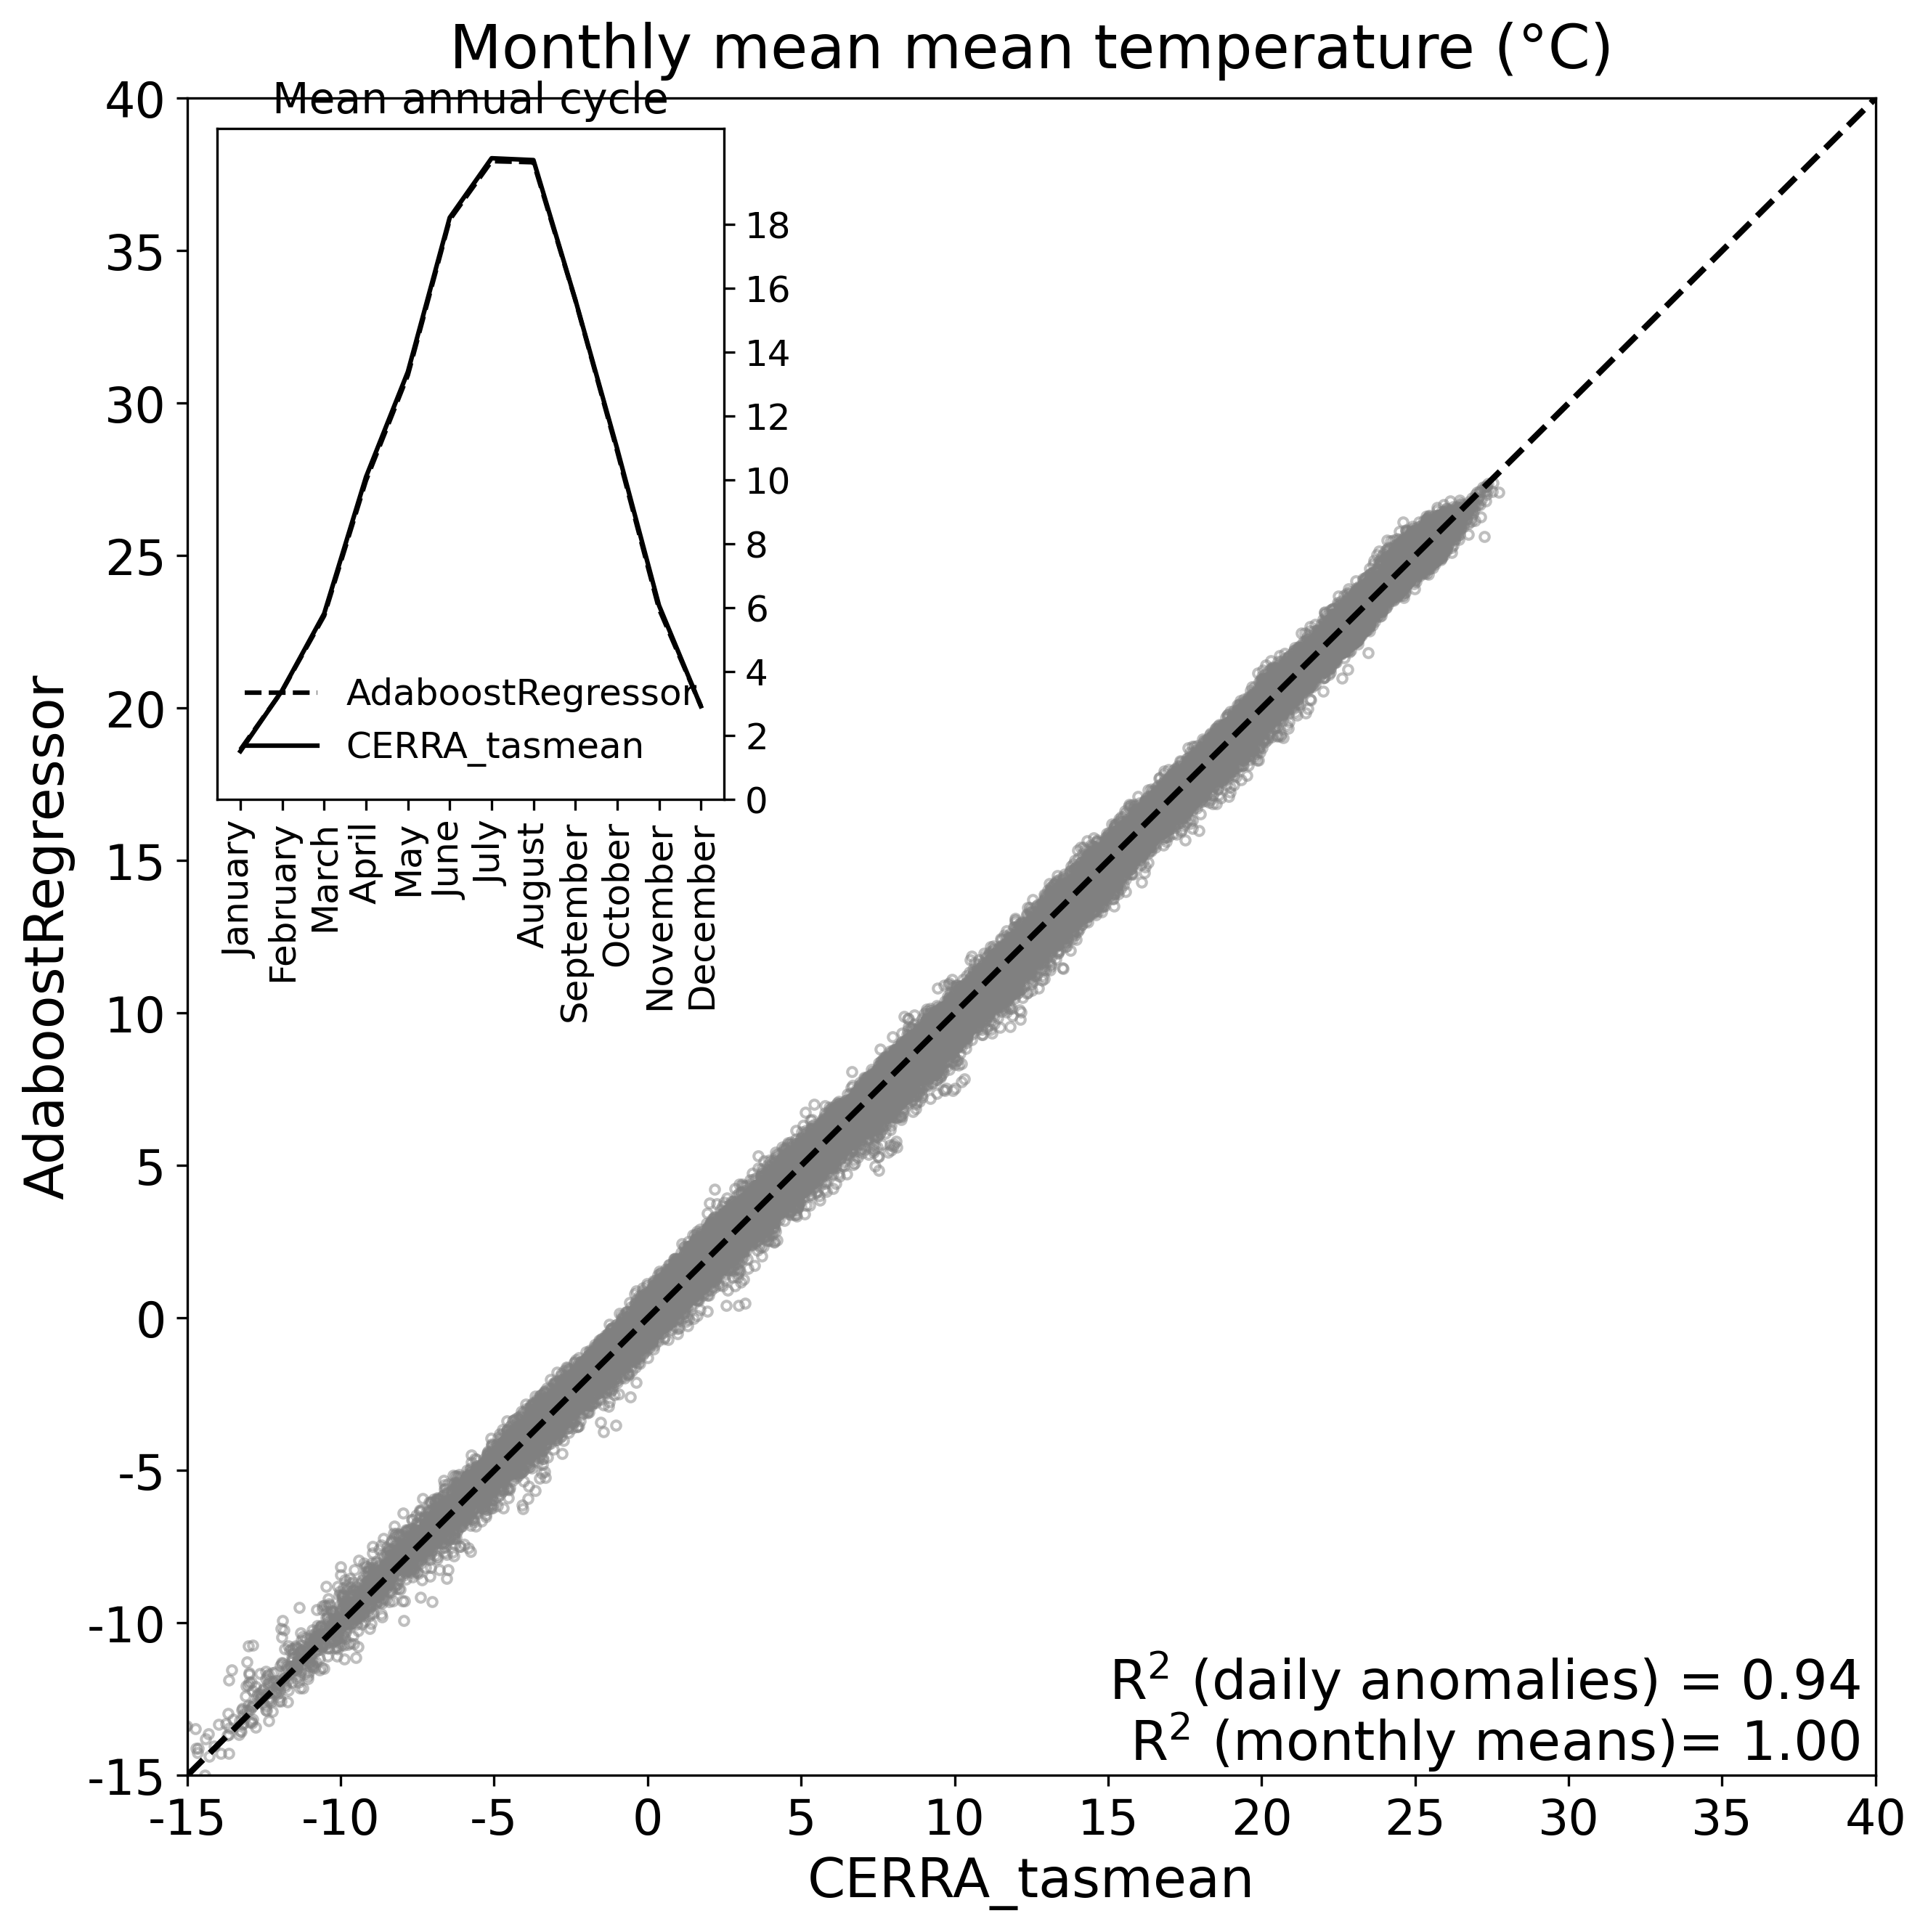 Monthly mean mean temperature (°C)
Mean annual cycle
40
35
30
25
20
15
10
5
0
-5
-10
-15
AdaboostRegressor
18
16
14
12
10
8
6
4
2
0
AdaboostRegressor
CERRA_tasmean
January
February
March
April
May
June
July
August
September
October
November
December
R² (daily anomalies) = 0.94
R² (monthly means)= 1.00
-15 -10 -5 0 5 10 15 20 25 30 35 40
CERRA_tasmean